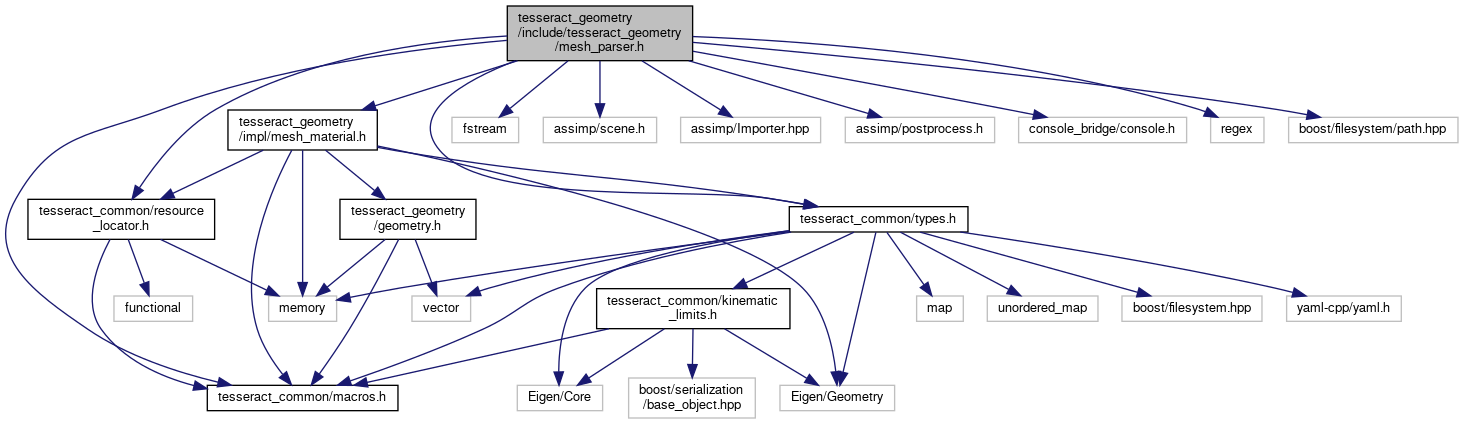 tesseract_geometry
/include/tesseract_geometry
/mesh_parser.h
tesseract_geometry
/impl/mesh_material.h
fstream
assimp/scene.h
assimp/Importer.hpp
assimp/postprocess.h
console_bridge/console.h
regex
boost/filesystem/path.hpp
tesseract_common/resource
_locator.h
tesseract_geometry
/geometry.h
tesseract_common/types.h
functional
memory
vector
tesseract_common/kinematic
_limits.h
map
unordered_map
boost/filesystem.hpp
yaml-cpp/yaml.h
tesseract_common/macros.h
Eigen/Core
boost/serialization
/base_object.hpp
Eigen/Geometry